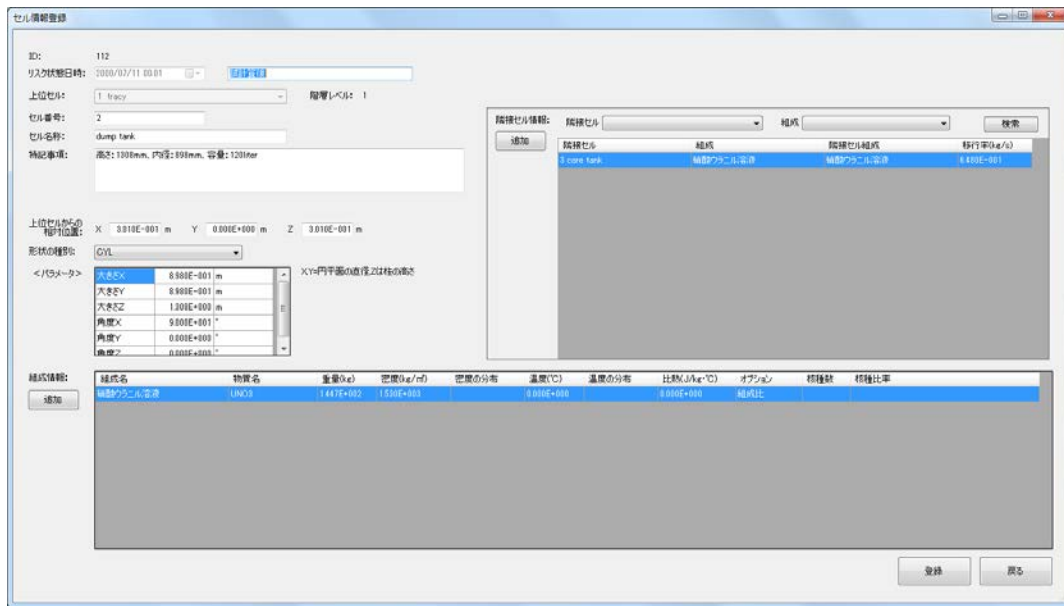 セル情報登録
ID: 112
リスク状態日時: 2000/07/11 00:01
上位セル: 1 tracy 階層レベル: 1
セル番号: 2
セル名称: dump tank
特記事項: 高さ:1308mm、内径:898mm、容量:120liter
上位セルからの
相対位置: X 3.810E-001 m Y 0.000E+000 m Z 3.010E-001 m
形状の種別: CYL
<パラメータ> XY=円平面の直径、Zは柱の高さ
大きさX 8.980E-001 m
大きさY 8.980E-001 m
大きさZ 1.308E+000 m
角度X 9.000E+001 °
角度Y 0.000E+000 °
角度Z 0.000E+000
隣接セル情報: 隣接セル 組成 検索
追加
隣接セル 組成 隣接セル組成 移行率(kg/s)
3 core tank 硝酸ウラニル溶液 硝酸ウラニル溶液 6.480E-001
組成情報:
追加
組成名 物質名 重量(kg) 密度(kg/㎥) 密度の分布 温度(℃) 温度の分布 比熱(J/kg・℃) オプション 核種数 核種比率
硝酸ウラニル溶液 UNO3 1.447E+002 1.530E+003 0.000E+000 0.000E+000 組成比
登録 戻る